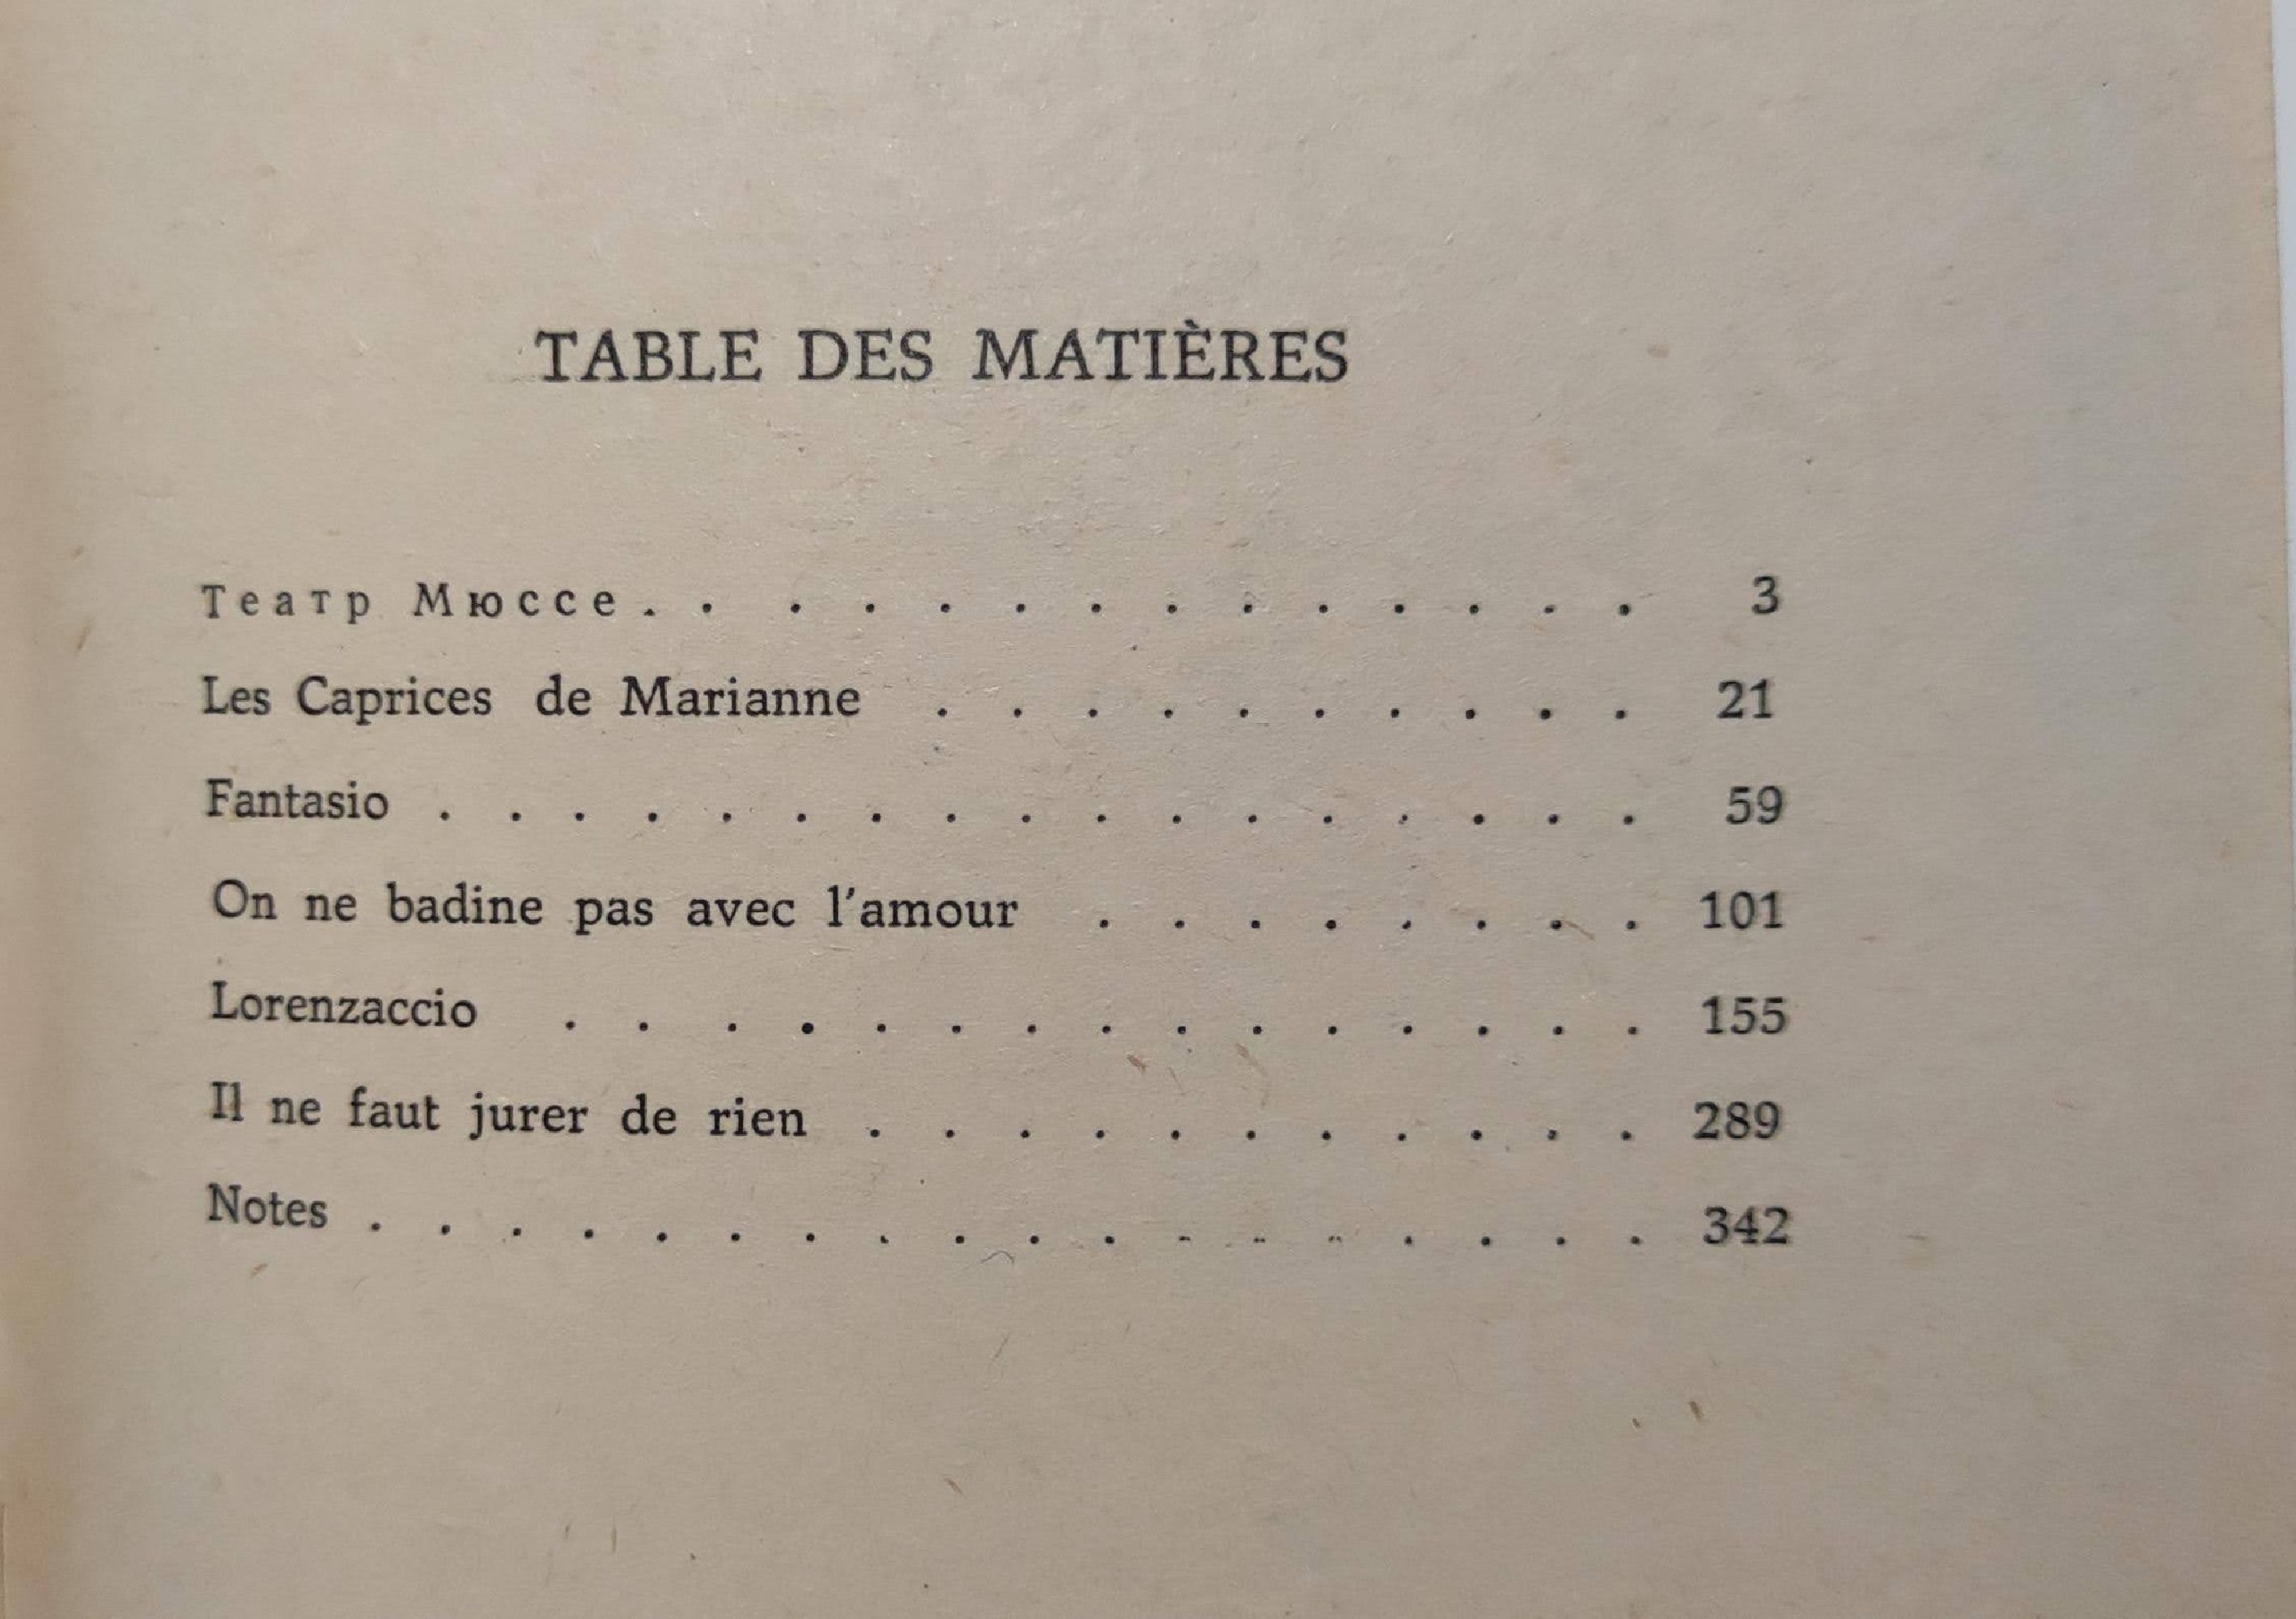 TABLE DES MATIÈRES
Театр Мюссе. . . . . . . . . . . . . . 3
Les Caprices de Marianne . . . . . . . . . . 21
Fantasio . . . . . . . . . . . . . . . . . 59
On ne badine pas avec l'amour . . . . . . . . 101
Lorenzaccio . . . . . . . . . . . . . . . 155
Il ne faut jurer de rien . . . . . . . . . . . 289
Notes . . . . . . . . . . . . . . . . . . 342